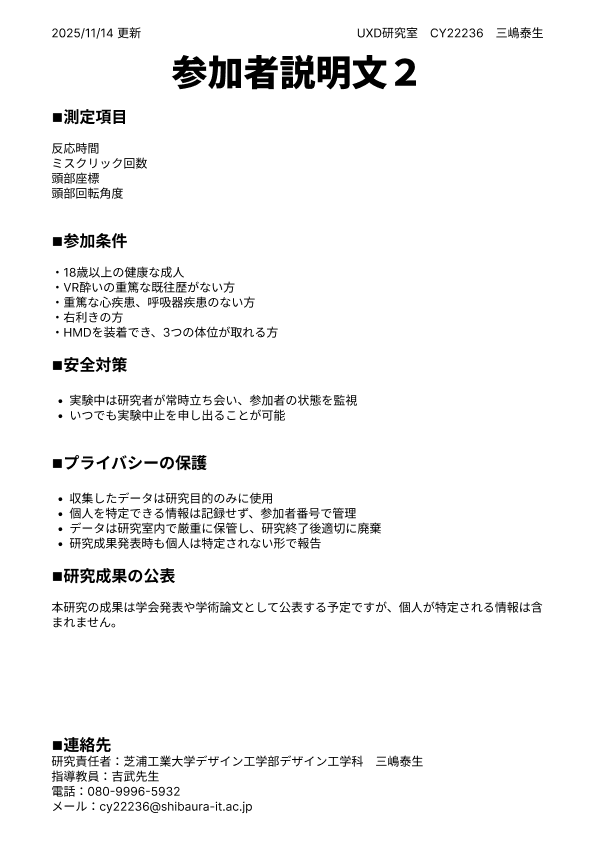 2025/11/14 更新
UXD研究室　CY22236　三嶋泰生
参加者説明文２
■測定項目
反応時間
ミスクリック回数
頭部座標
頭部回転角度
■参加条件
・18歳以上の健康な成人
・VR酔いの重篤な既往歴がない方
・重篤な心疾患、呼吸器疾患のない方
・右利きの方
・HMDを装着でき、3つの体位が取れる方
■安全対策
• 実験中は研究者が常時立ち会い、参加者の状態を監視
• いつでも実験中止を申し出ることが可能
■プライバシーの保護
• 収集したデータは研究目的のみに使用
• 個人を特定できる情報は記録せず、参加者番号で管理
• データは研究室内で厳重に保管し、研究終了後適切に廃棄
• 研究成果発表時も個人は特定されない形で報告
■研究成果の公表
本研究の成果は学会発表や学術論文として公表する予定ですが、個人が特定される情報は含
まれません。
■連絡先
研究責任者：芝浦工業大学デザイン工学部デザイン工学科　三嶋泰生
指導教員：吉武先生
電話：080-9996-5932
メール：cy22236@shibaura-it.ac.jp